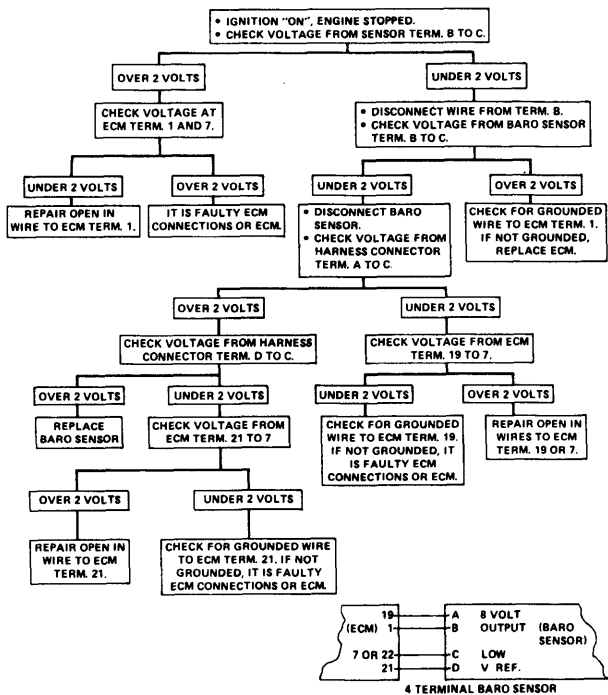 • IGNITION "ON", ENGINE STOPPED.
• CHECK VOLTAGE FROM SENSOR TERM. B TO C.
OVER 2 VOLTS
UNDER 2 VOLTS
CHECK VOLTAGE AT
ECM TERM. 1 AND 7.
• DISCONNECT WIRE FROM TERM. B.
• CHECK VOLTAGE FROM BARO SENSOR
TERM. B TO C.
UNDER 2 VOLTS
OVER 2 VOLTS
UNDER 2 VOLTS
OVER 2 VOLTS
REPAIR OPEN IN
WIRE TO ECM TERM. 1.
IT IS FAULTY ECM
CONNECTIONS OR ECM.
• DISCONNECT BARO
SENSOR.
• CHECK VOLTAGE FROM
HARNESS CONNECTOR
TERM. A TO C.
CHECK FOR GROUNDED
WIRE TO ECM TERM. 1.
IF NOT GROUNDED,
REPLACE ECM.
OVER 2 VOLTS
UNDER 2 VOLTS
CHECK VOLTAGE FROM HARNESS
CONNECTOR TERM. D TO C.
CHECK VOLTAGE FROM ECM
TERM. 19 TO 7.
OVER 2 VOLTS
UNDER 2 VOLTS
UNDER 2 VOLTS
OVER 2 VOLTS
REPLACE
BARO SENSOR
CHECK VOLTAGE FROM
ECM TERM. 21 TO 7
CHECK FOR GROUNDED
WIRE TO ECM TERM. 19.
IF NOT GROUNDED, IT
IS FAULTY ECM
CONNECTIONS OR ECM.
REPAIR OPEN IN
WIRES TO ECM
TERM. 19 OR 7.
OVER 2 VOLTS
UNDER 2 VOLTS
REPAIR OPEN IN
WIRE TO ECM
TERM. 21.
CHECK FOR GROUNDED WIRE
TO ECM TERM. 21. IF NOT
GROUNDED, IT IS FAULTY
ECM CONNECTIONS OR ECM.
19 A 8 VOLT
(ECM) 1 B OUTPUT (BARO
SENSOR)
7 OR 22 C LOW
21 D V REF.
4 TERMINAL BARO SENSOR